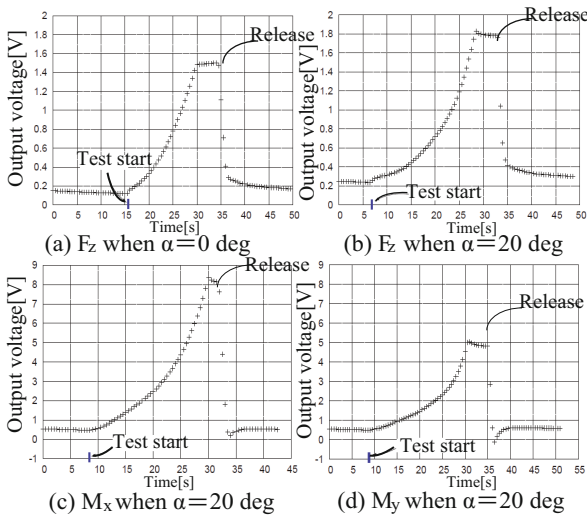 Output voltage[V]
2
1.8
1.6
1.4
1.2
1
0.8
0.6
0.4
0.2
0
Release
Test start
0 5 10 15 20 25 30 35 40 45 50
Time[s]
(a) Fz when α=0 deg
Output voltage[V]
2
1.8
1.6
1.4
1.2
1
0.8
0.6
0.4
0.2
0
Release
Test start
0 5 10 15 20 25 30 35 40 45 50
Time[s]
(b) Fz when α=20 deg
Output voltage[V]
9
8
7
6
5
4
3
2
1
0
-1
Release
Test start
0 5 10 15 20 25 30 35 40 45
Time[s]
(c) Mx when α=20 deg
Output voltage[V]
9
8
7
6
5
4
3
2
1
0
-1
Release
Test start
0 5 10 15 20 25 30 35 40 45 50 55
Time[s]
(d) My when α=20 deg